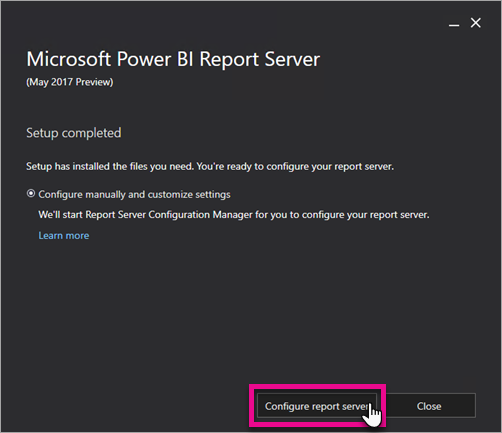 Microsoft Power BI Report Server
(May 2017 Preview)
Setup completed
Setup has installed the files you need. You're ready to configure your report server.
Configure manually and customize settings
We'll start Report Server Configuration Manager for you to configure your report server.
Learn more
Configure report server
Close